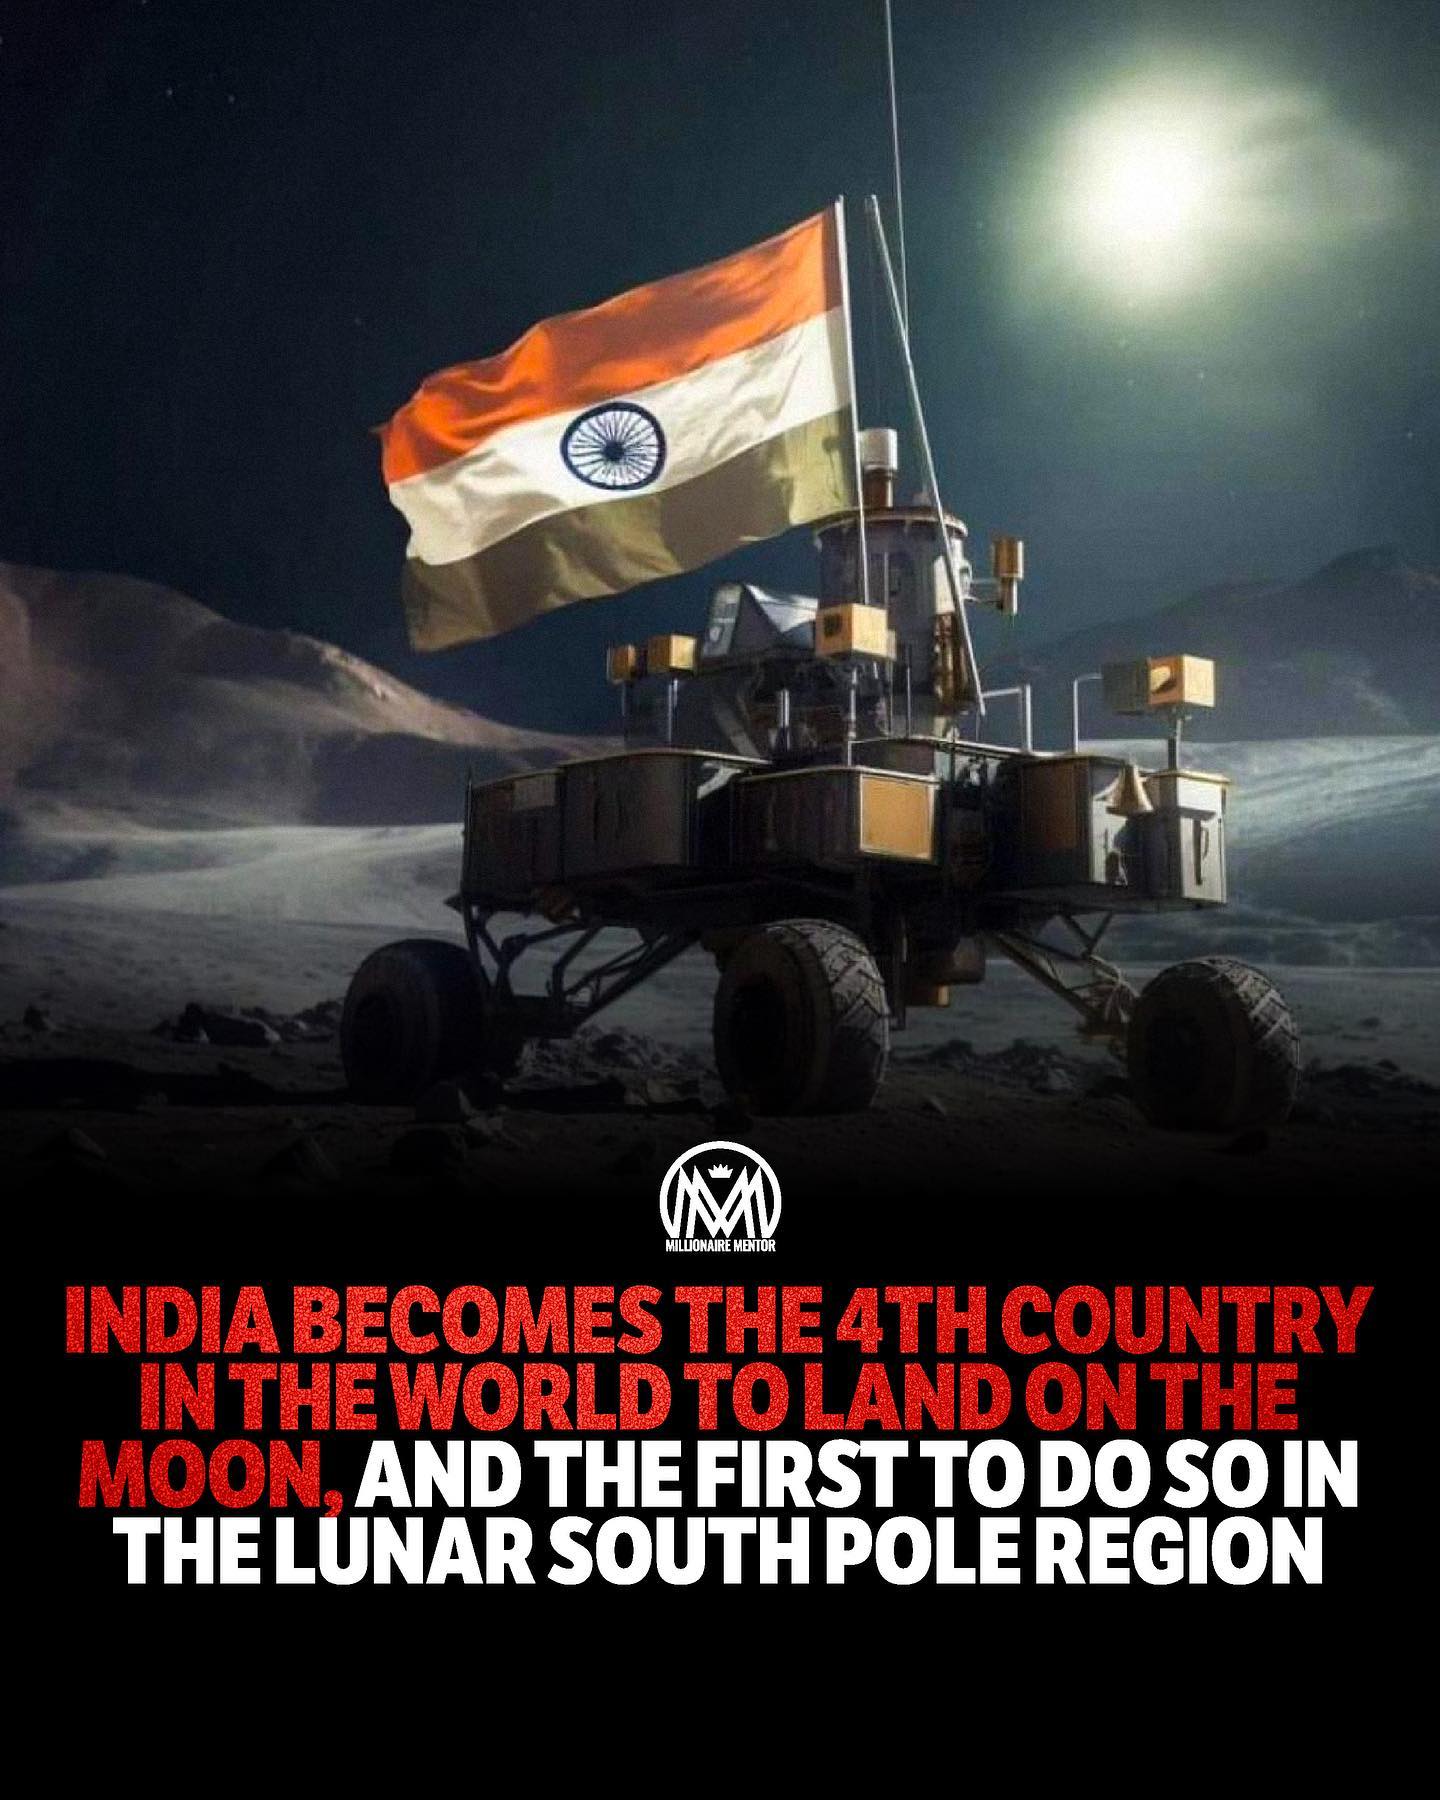 MILLIONAIRE MENTOR
INDIA BECOMES THE 4TH COUNTRY
IN THE WORLD TO LAND ON THE
MOON, AND THE FIRST TO DO SO IN
THE LUNAR SOUTH POLE REGION